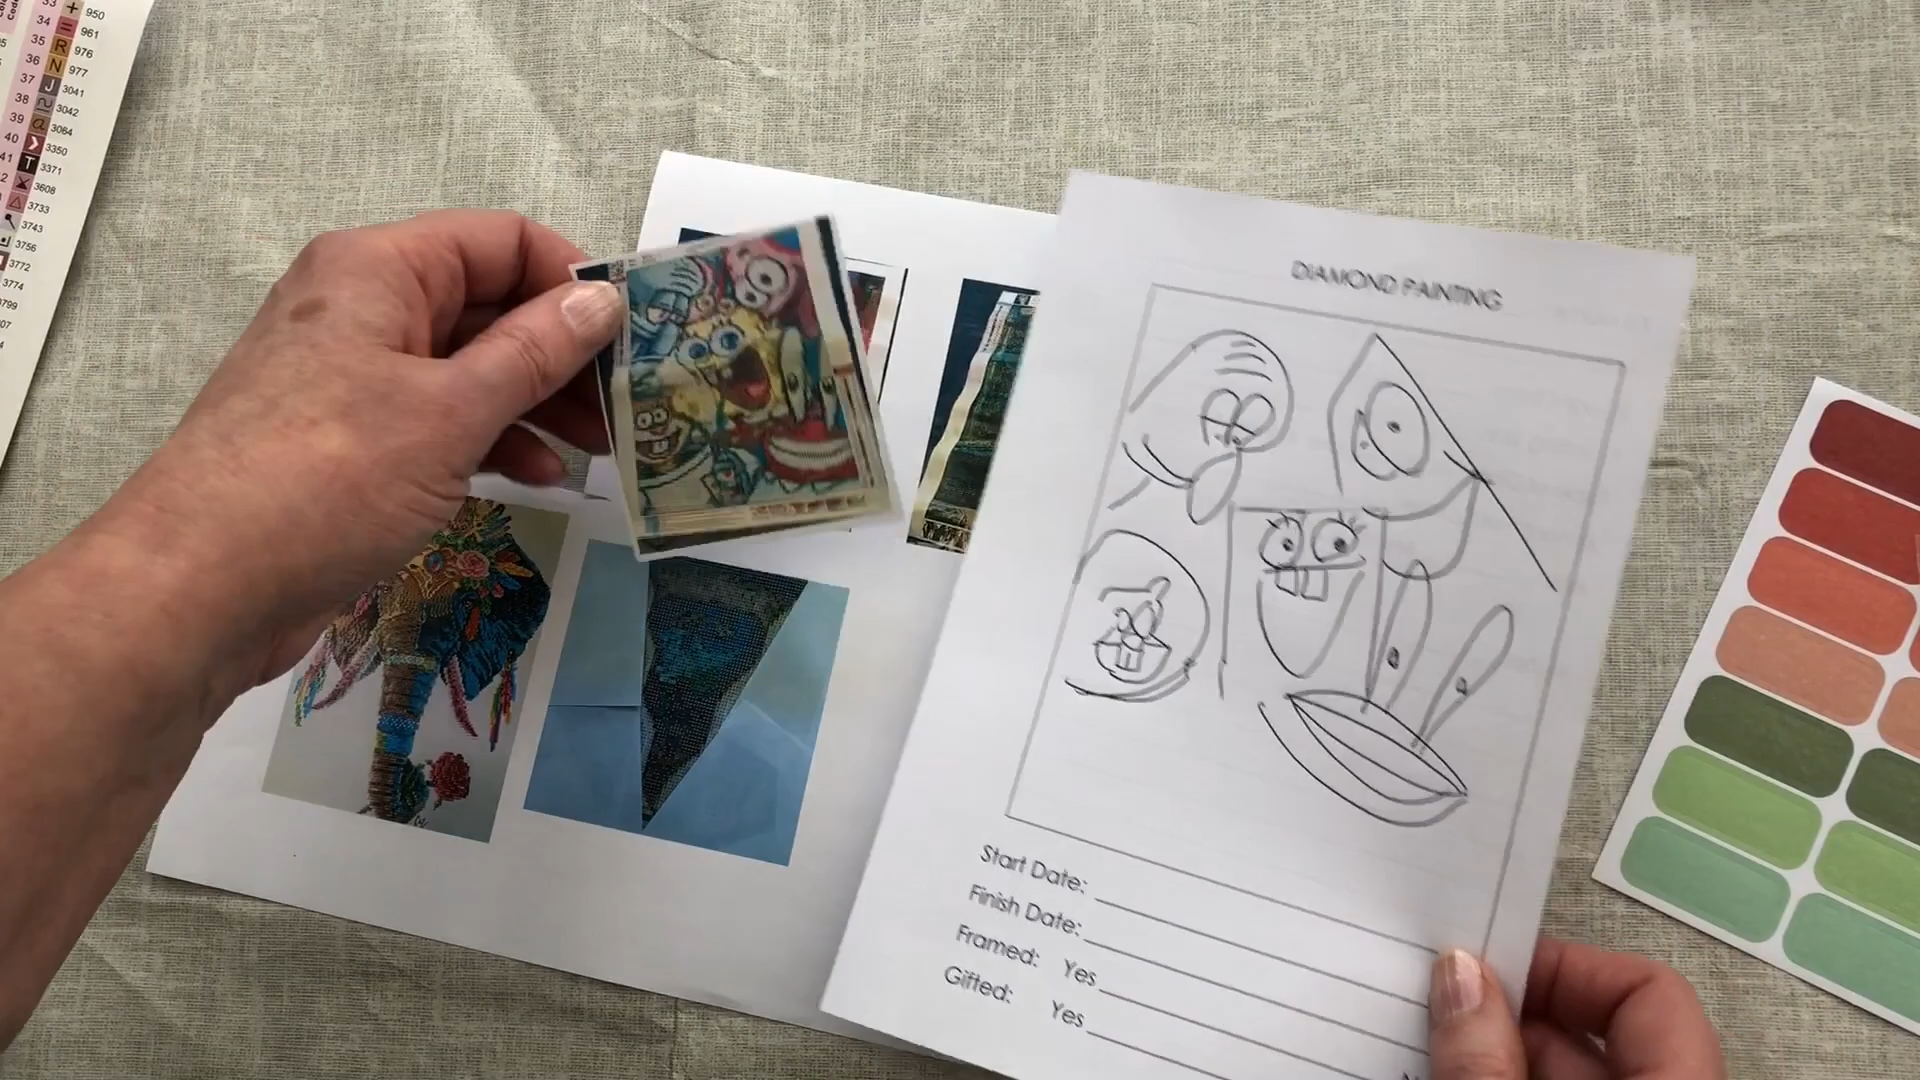 33 + 950
34 = 961
35 R 976
36 N 977
37 J 3041
38 3042
39 a 3064
40 3350
41 T 3371
3608
3733
3743
3756
3772
3774
DIAMOND PAINTING
Start Date:
Finish Date:
Framed: Yes
Gifted: Yes